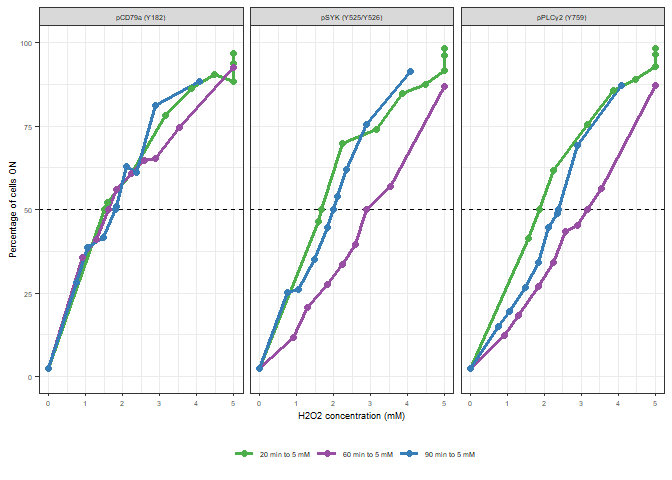 pCD79a (Y182) pSYK (Y525/Y526) pPLCγ2 (Y759)
100
75
50
25
0
Percentage of cells ON
0 1 2 3 4 5 0 1 2 3 4 5 0 1 2 3 4 5
H2O2 concentration (mM)
20 min to 5 mM 60 min to 5 mM 90 min to 5 mM